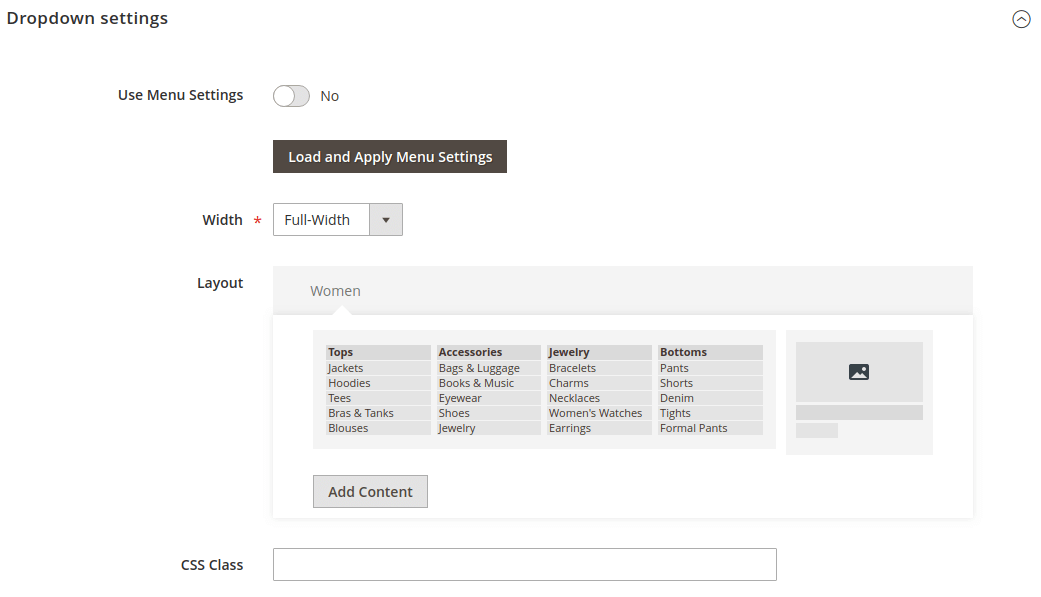 Dropdown settings
Use Menu Settings No
Load and Apply Menu Settings
Width * Full-Width
Layout
Women
Tops Accessories Jewelry Bottoms
Jackets Bags & Luggage Bracelets Pants
Hoodies Books & Music Charms Shorts
Tees Eyewear Necklaces Denim
Bras & Tanks Shoes Women's Watches Tights
Blouses Jewelry Earrings Formal Pants
Add Content
CSS Class